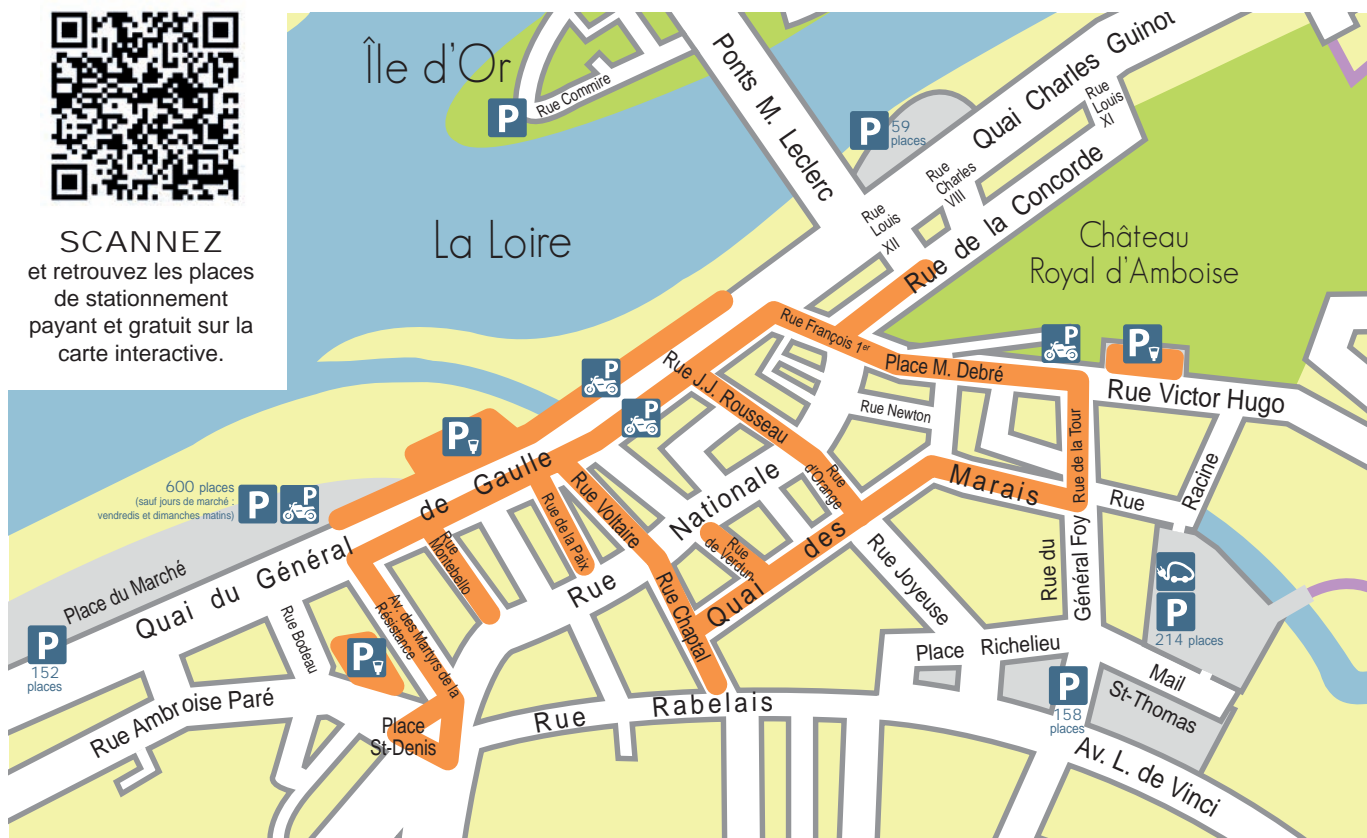 SCANNEZ
et retrouvez les places
de stationnement
payant et gratuit sur la
carte interactive.
Île d'Or
P
Rue Commire
La Loire
Ponts M. Leclerc
P
59
places
Quai Charles Guinot
Rue
Louis
XI
Rue
Charles
VIII
Rue
Louis
XII
Rue de la Concorde
Château
Royal d'Amboise
Rue François 1er
Place M. Debré
P
P
Rue Victor Hugo
Rue J.J. Rousseau
Rue Newton
P
P
P
Rue de la Tour
Rue
d'Orange
600 places
(sauf jours de marché :
vendredis et dimanches matins)
P
P
Quai du Général de Gaulle
Place du Marché
P
152
places
Rue Voltaire
Rue de la Paix
Rue
Montebello
Rue Nationale
Rue
de Verdun
Quai des Marais
Rue Racine
Rue Joyeuse
Rue du
Général Foy
P
214 places
Rue Chaptal
Av. des Martyrs de la
Résistance
Rue Bodeau
P
Rue Ambroise Paré
Place
St-Denis
Rue Rabelais
Place Richelieu
P
158
places
Mail
St-Thomas
Av. L. de Vinci